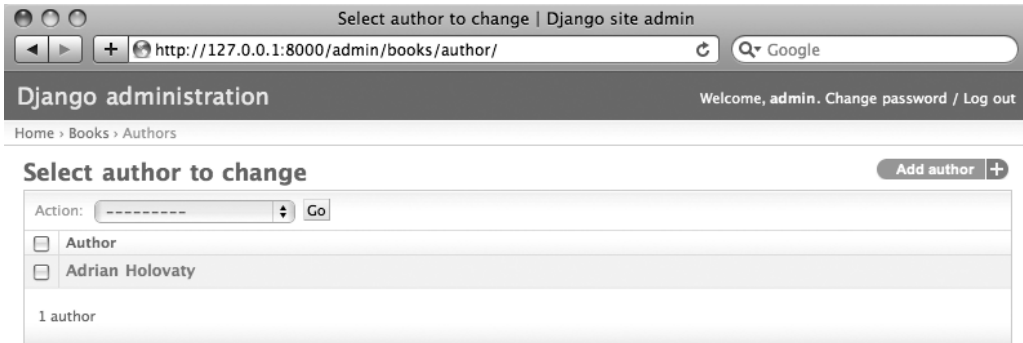 Select author to change | Django site admin
http://127.0.0.1:8000/admin/books/author/
Google
Django administration
Welcome, admin. Change password / Log out
Home › Books › Authors
Select author to change
Add author +
Action: --------- Go
Author
Adrian Holovaty
1 author